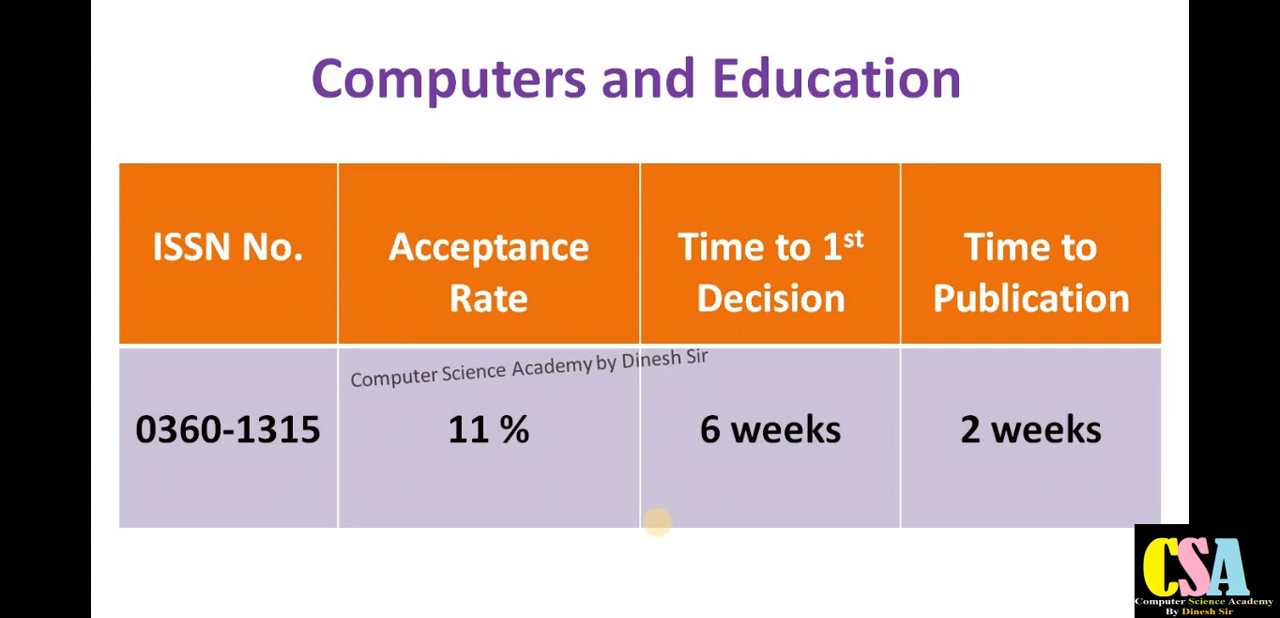 Computers and Education
ISSN No.
Acceptance
Rate
Time to 1st
Decision
Time to
Publication
Computer Science Academy by Dinesh Sir
0360-1315
11 %
6 weeks
2 weeks
CSA
Computer Science Academy
By Dinesh Sir